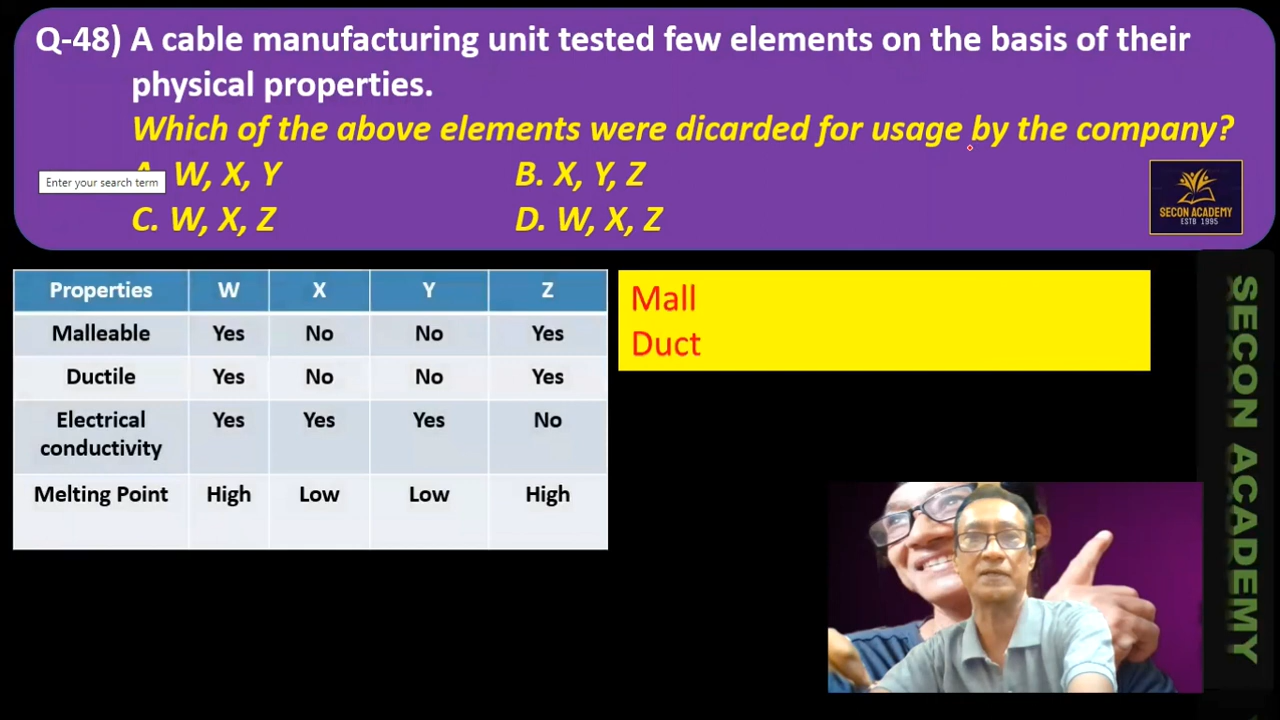 Q-48) A cable manufacturing unit tested few elements on the basis of their
physical properties.
Which of the above elements were dicarded for usage by the company?
A. W, X, Y B. X, Y, Z
Enter your search term
C. W, X, Z D. W, X, Z
SECON ACADEMY
ESTB 1995
Properties W X Y Z
Malleable Yes No No Yes
Ductile Yes No No Yes
Electrical
conductivity Yes Yes Yes No
Melting Point High Low Low High
Mall
Duct
SECON ACADEMY